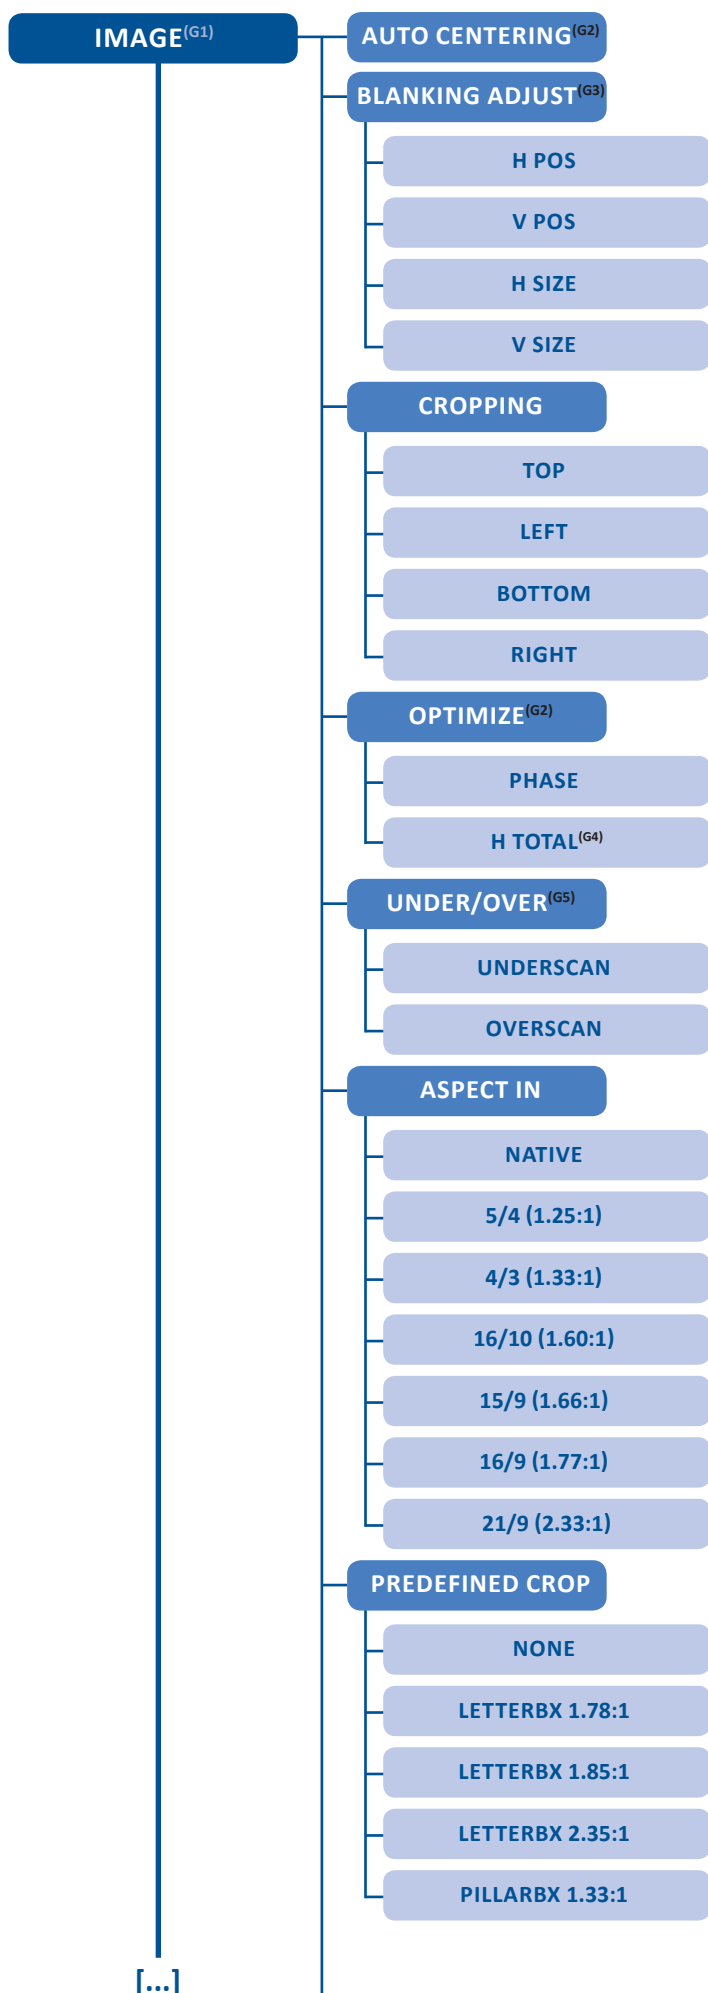 IMAGE(G1)
AUTO CENTERING(G2)
BLANKING ADJUST(G3)
H POS
V POS
H SIZE
V SIZE
CROPPING
TOP
LEFT
BOTTOM
RIGHT
OPTIMIZE(G2)
PHASE
H TOTAL(G4)
UNDER/OVER(G5)
UNDERSCAN
OVERSCAN
ASPECT IN
NATIVE
5/4 (1.25:1)
4/3 (1.33:1)
16/10 (1.60:1)
15/9 (1.66:1)
16/9 (1.77:1)
21/9 (2.33:1)
PREDEFINED CROP
NONE
LETTERBX 1.78:1
LETTERBX 1.85:1
LETTERBX 2.35:1
PILLARBX 1.33:1
[...]